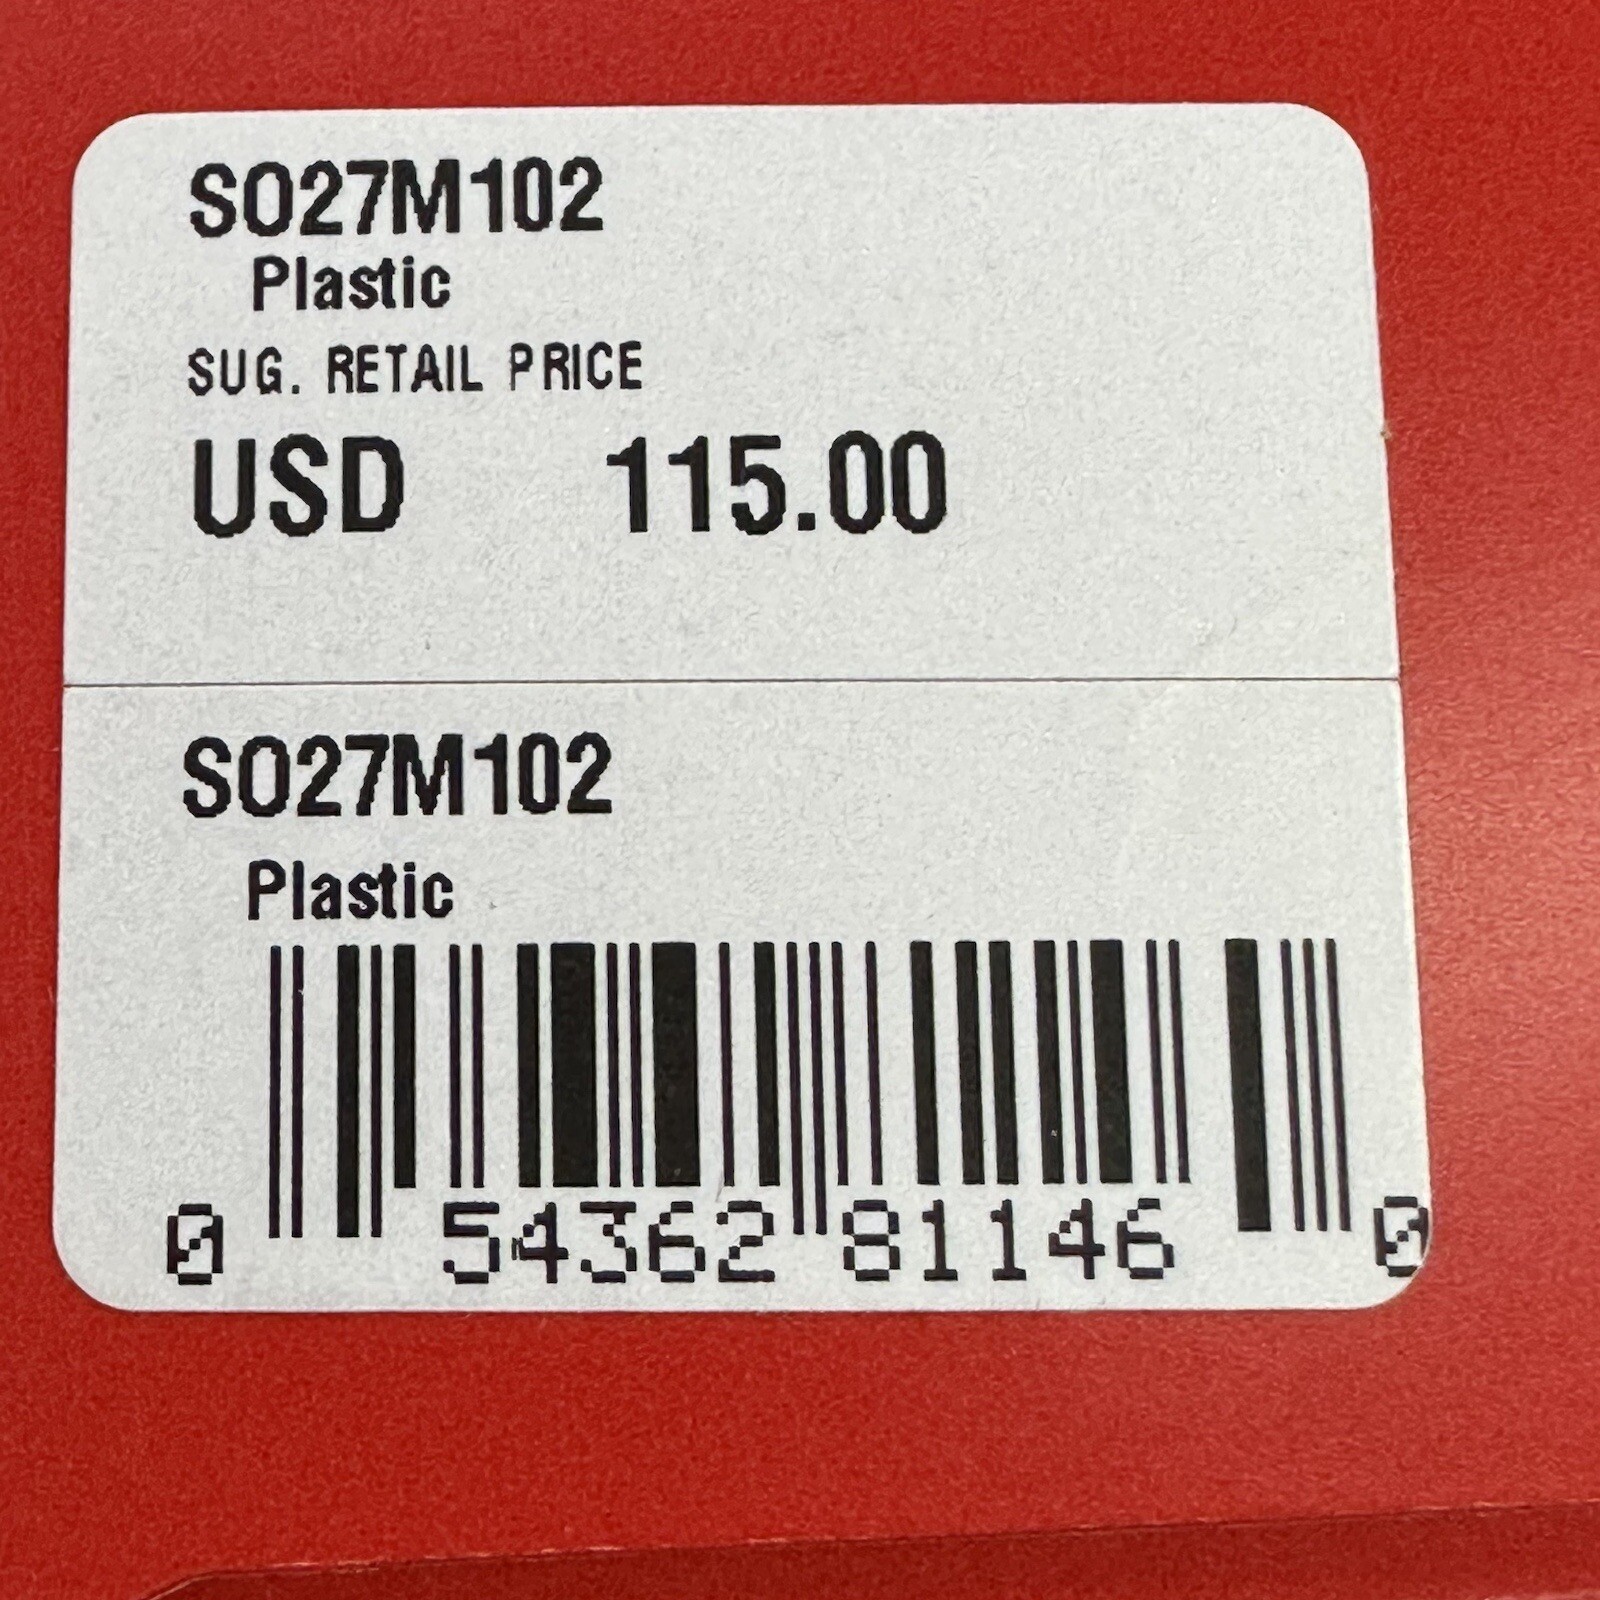 SO27M102
Plastic
SUG. RETAIL PRICE
USD 115.00
SO27M102
Plastic
0 54362 81146 0